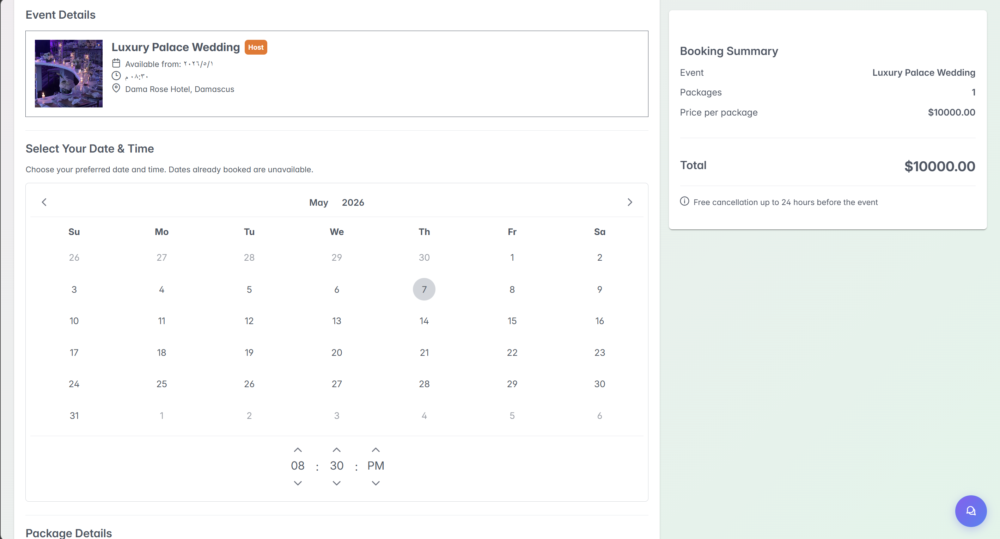 Event Details
Luxury Palace Wedding Host
Available from: ٢٠٢٦/٥/١
٠٨:٣٠ م
Dama Rose Hotel, Damascus
Select Your Date & Time
Choose your preferred date and time. Dates already booked are unavailable.
May 2026
Su Mo Tu We Th Fr Sa
26 27 28 29 30 1 2
3 4 5 6 7 8 9
10 11 12 13 14 15 16
17 18 19 20 21 22 23
24 25 26 27 28 29 30
31 1 2 3 4 5 6
08 : 30 : PM
Package Details
Booking Summary
Event Luxury Palace Wedding
Packages 1
Price per package $10000.00
Total $10000.00
Free cancellation up to 24 hours before the event